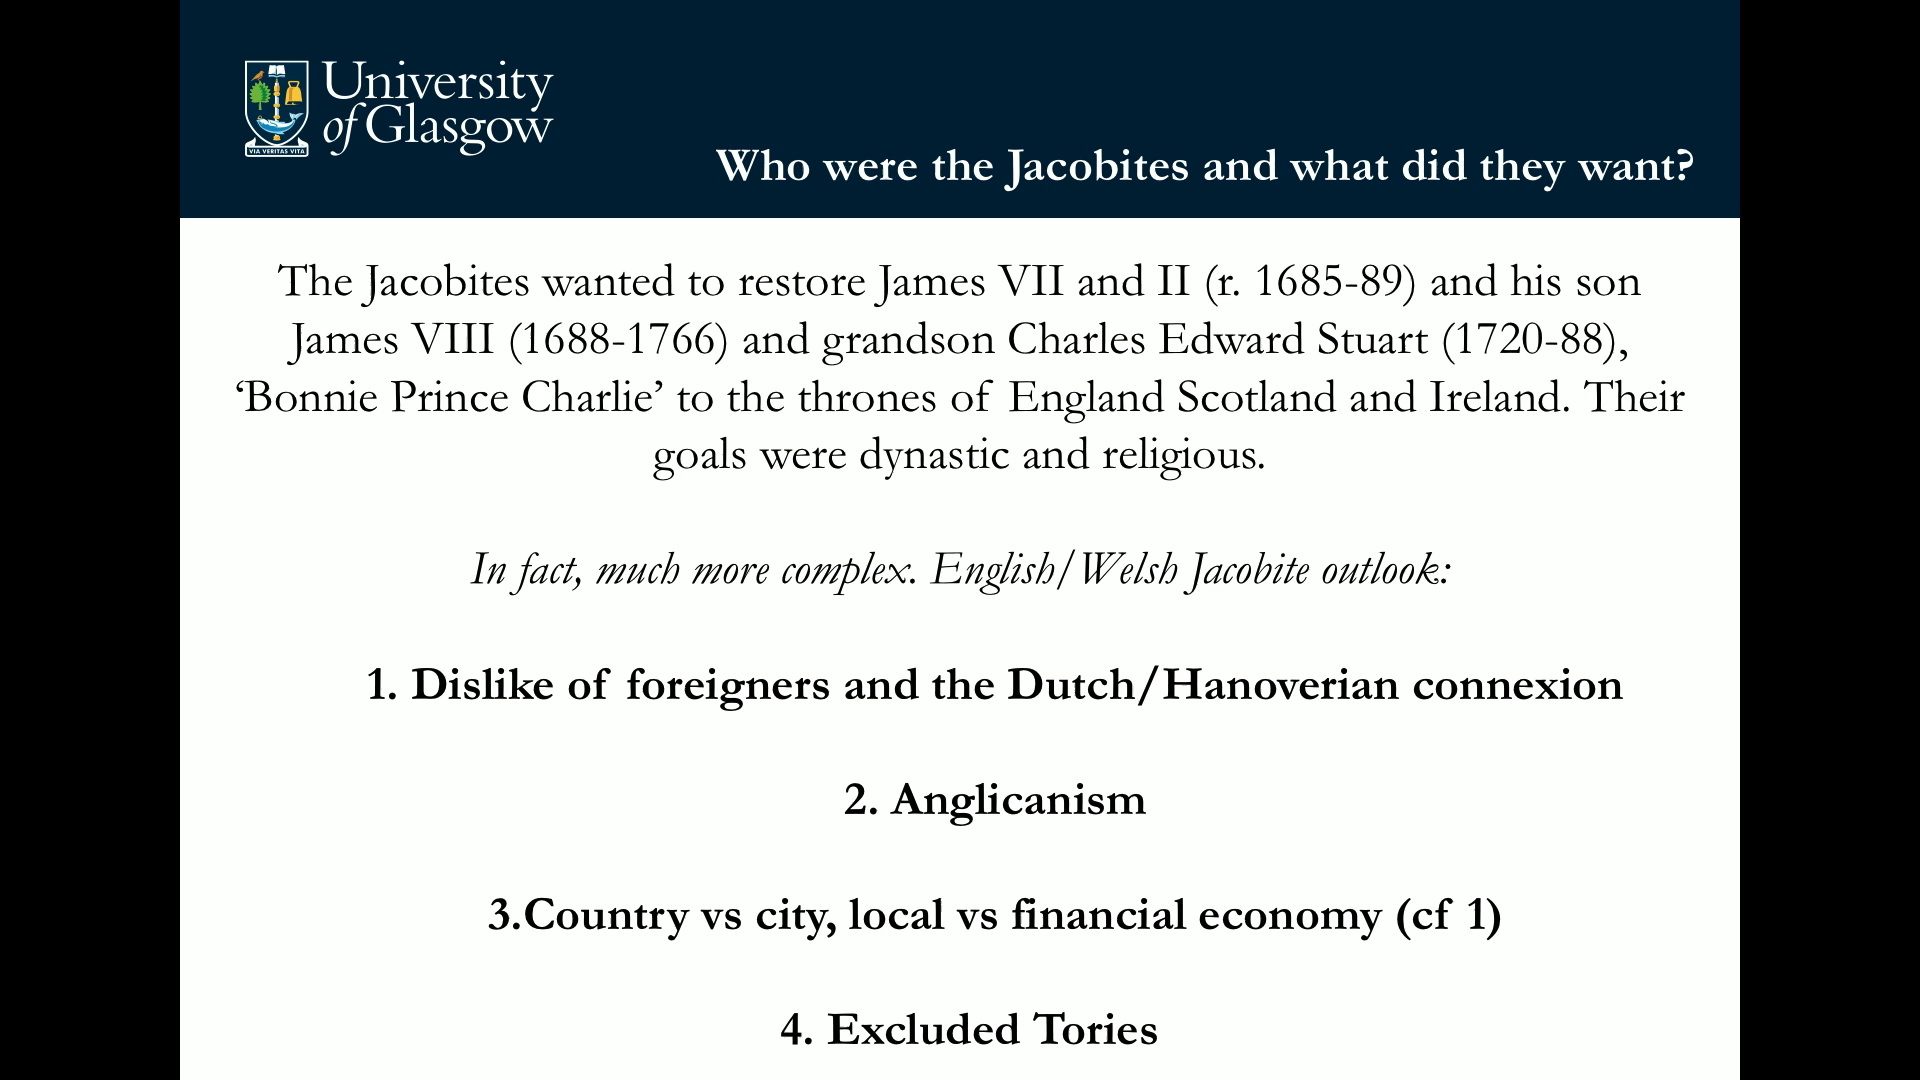 University
of Glasgow
VIA VERITAS VITA
Who were the Jacobites and what did they want?
The Jacobites wanted to restore James VII and II (r. 1685-89) and his son
James VIII (1688-1766) and grandson Charles Edward Stuart (1720-88),
‘Bonnie Prince Charlie’ to the thrones of England Scotland and Ireland. Their
goals were dynastic and religious.
In fact, much more complex. English/Welsh Jacobite outlook:
1. Dislike of foreigners and the Dutch/Hanoverian connexion
2. Anglicanism
3.Country vs city, local vs financial economy (cf 1)
4. Excluded Tories